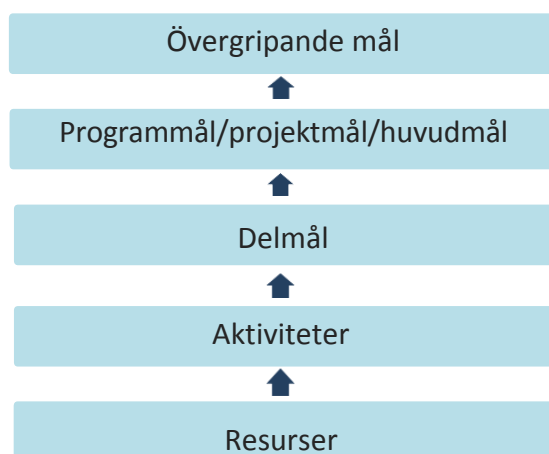 Övergripande mål
Programmål/projektmål/huvudmål
Delmål
Aktiviteter
Resurser